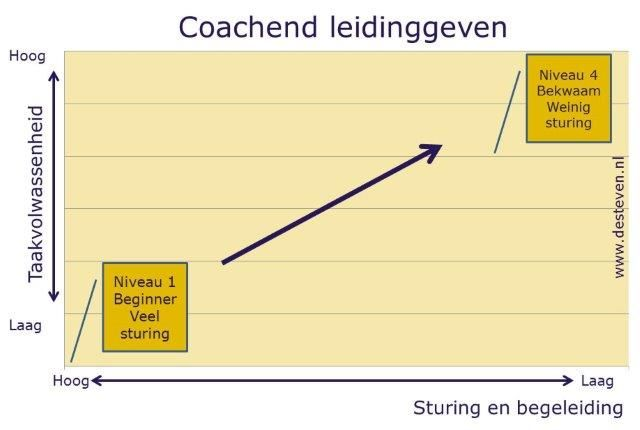 Coachend leidinggeven
Hoog
Taakvolwassenheid
Laag
Niveau 4
Bekwaam
Weinig
sturing
www.desteven.nl
Niveau 1
Beginner
Veel
sturing
Hoog
Laag
Sturing en begeleiding